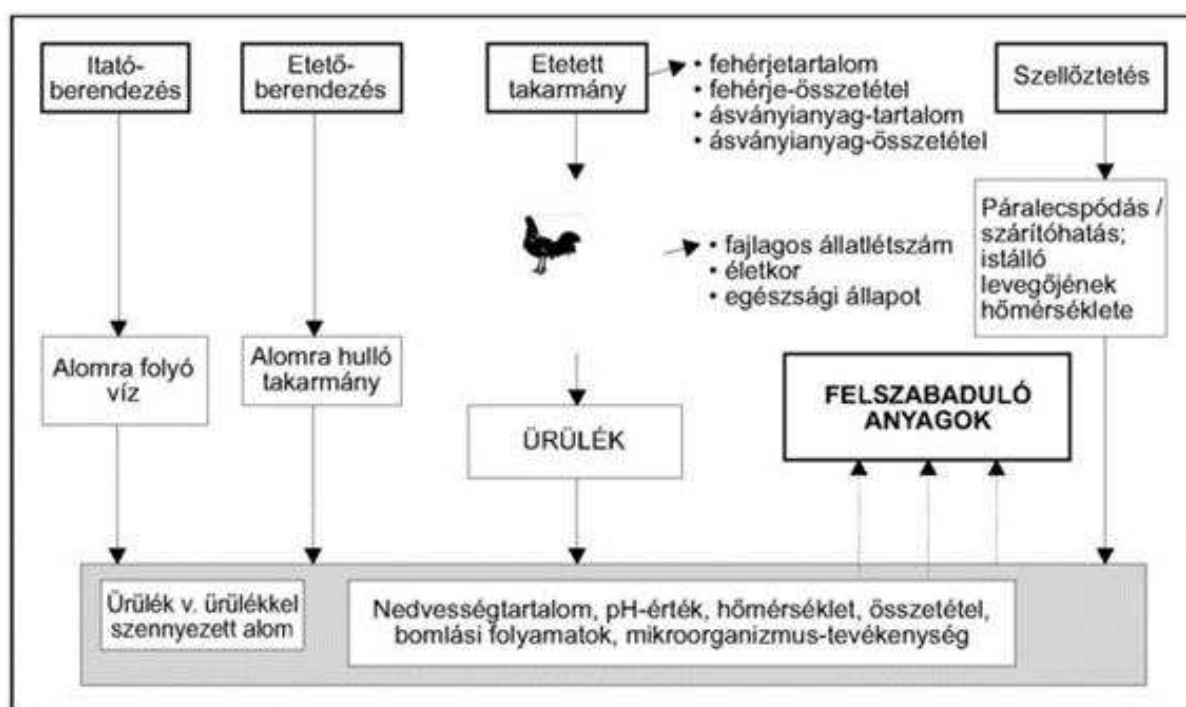 Itató-
berendezés
Etető-
berendezés
Etetett
takarmány
• fehérjetartalom
• fehérje-összetétel
• ásványianyag-tartalom
• ásványianyag-összetétel
Szellőztetés
Páralecspódás /
szárítóhatás;
istálló
levegőjének
hőmérséklete
• fajlagos állatlétszám
• életkor
• egészsági állapot
Alomra folyó
víz
Alomra hulló
takarmány
ÜRÜLÉK
FELSZABADULÓ
ANYAGOK
Ürülék v. ürülékkel
szennyezett alom
Nedvességtartalom, pH-érték, hőmérséklet, összetétel,
bomlási folyamatok, mikroorganizmus-tevékenység